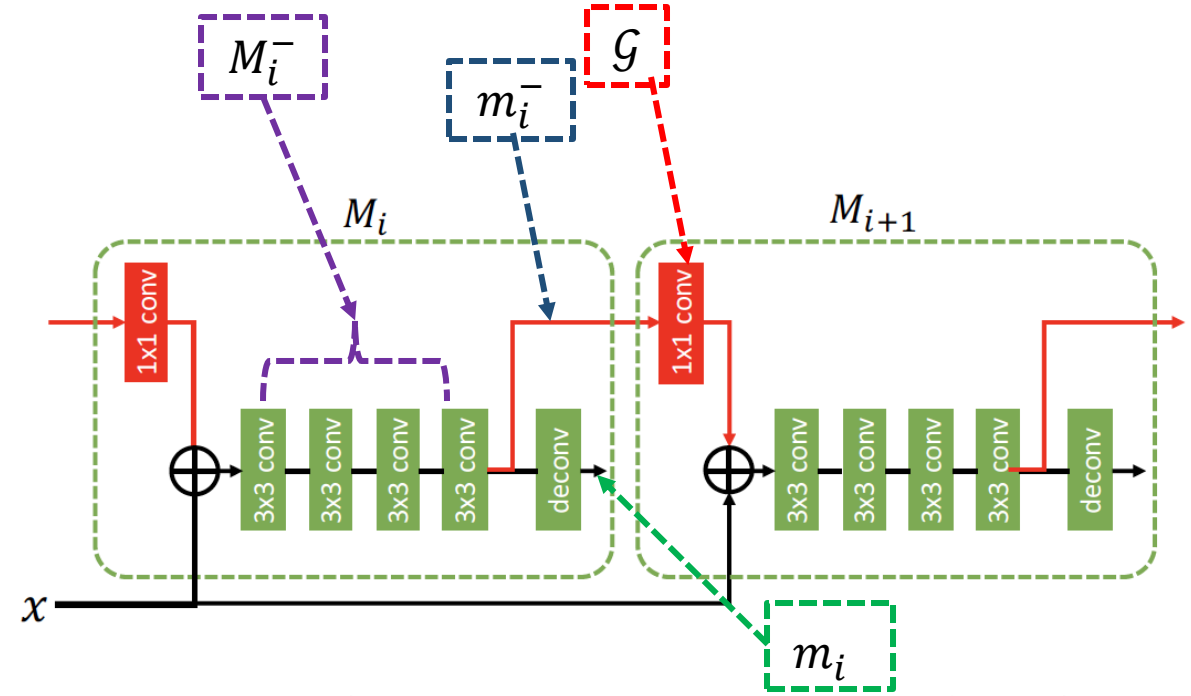 M_i^-
m_i^-
𝒢
M_i
M_{i+1}
1x1 conv
3x3 conv
3x3 conv
3x3 conv
3x3 conv
deconv
1x1 conv
3x3 conv
3x3 conv
3x3 conv
3x3 conv
deconv
x
m_i